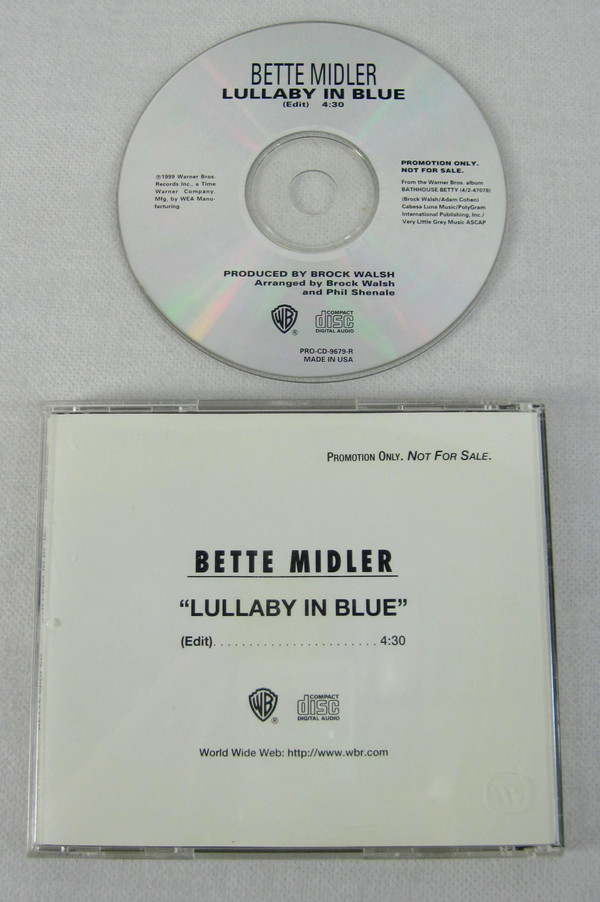 BETTE MIDLER
LULLABY IN BLUE
(Edit) 4:30
℗1999 Warner Bros.
Records Inc., a Time
Warner Company.
Mfg. by WEA Manu-
facturing.
PROMOTION ONLY.
NOT FOR SALE.
From the Warner Bros. album
BATHHOUSE BETTY (4/2-47078)
(Brock Walsh/Adam Cohen)
Cabesa Luna Music/PolyGram
International Publishing, Inc./
Very Little Grey Music ASCAP
PRODUCED BY BROCK WALSH
Arranged by Brock Walsh
and Phil Shenale
WB ®
COMPACT
disc
DIGITAL AUDIO
PRO-CD-9679-R
MADE IN USA
PROMOTION ONLY. NOT FOR SALE.
BETTE MIDLER
“LULLABY IN BLUE”
(Edit).......................4:30
WB ®
COMPACT
disc
DIGITAL AUDIO
World Wide Web: http://www.wbr.com